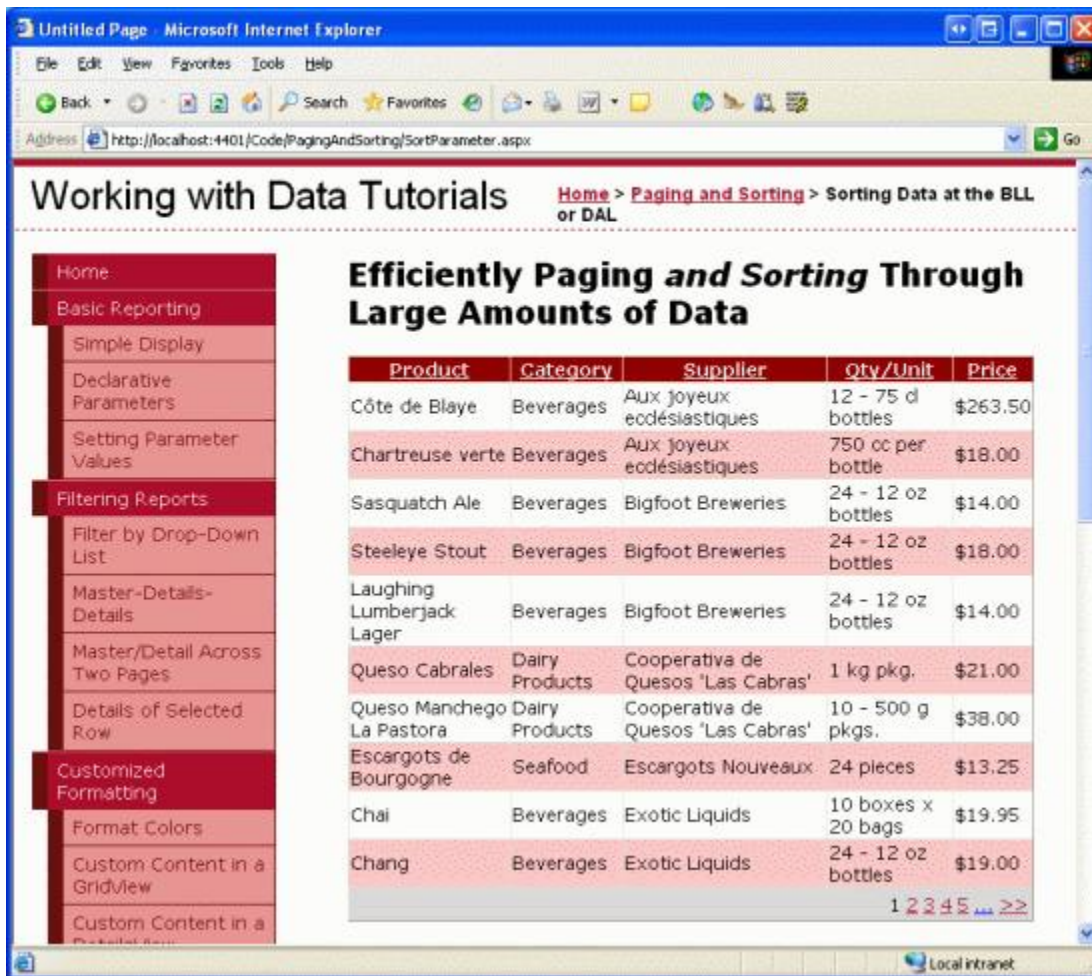 Untitled Page - Microsoft Internet Explorer
File Edit View Favorites Tools Help
Back Search Favorites
Address http://localhost:4401/Code/PagingAndSorting/SortParameter.aspx Go
Working with Data Tutorials
Home > Paging and Sorting > Sorting Data at the BLL
or DAL
Home
Basic Reporting
Simple Display
Declarative
Parameters
Setting Parameter
Values
Filtering Reports
Filter by Drop-Down
List
Master-Details-
Details
Master/Detail Across
Two Pages
Details of Selected
Row
Customized
Formatting
Format Colors
Custom Content in a
GridView
Custom Content in a
Efficiently Paging and Sorting Through
Large Amounts of Data
Product Category Supplier Qty/Unit Price
Côte de Blaye Beverages Aux joyeux ecclésiastiques 12 - 75 cl bottles $263.50
Chartreuse verte Beverages Aux joyeux ecclésiastiques 750 cc per bottle $18.00
Sasquatch Ale Beverages Bigfoot Breweries 24 - 12 oz bottles $14.00
Steeleye Stout Beverages Bigfoot Breweries 24 - 12 oz bottles $18.00
Laughing Lumberjack Lager Beverages Bigfoot Breweries 24 - 12 oz bottles $14.00
Queso Cabrales Dairy Products Cooperativa de Quesos 'Las Cabras' 1 kg pkg. $21.00
Queso Manchego La Pastora Dairy Products Cooperativa de Quesos 'Las Cabras' 10 - 500 g pkgs. $38.00
Escargots de Bourgogne Seafood Escargots Nouveaux 24 pieces $13.25
Chai Beverages Exotic Liquids 10 boxes x 20 bags $19.95
Chang Beverages Exotic Liquids 24 - 12 oz bottles $19.00
1 2 3 4 5 ... >>
Local intranet